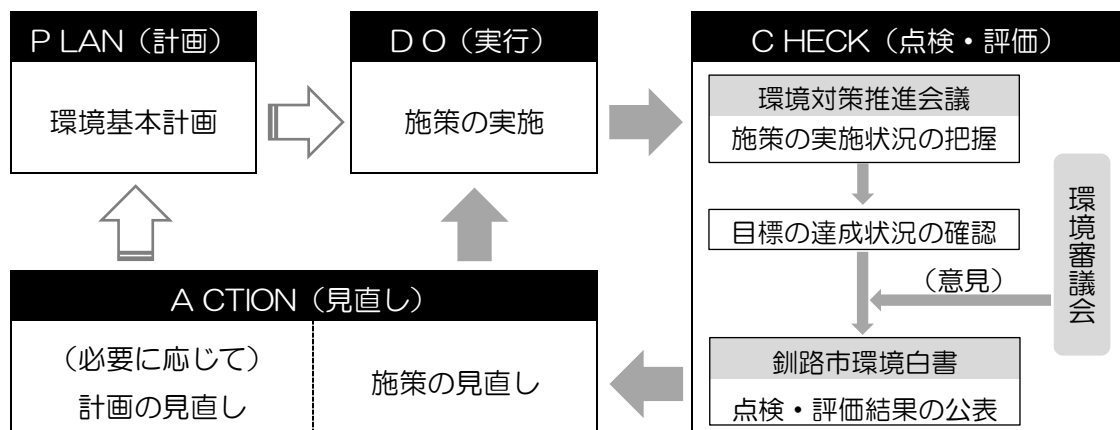 PLAN（計画）
環境基本計画
DO（実行）
施策の実施
CHECK（点検・評価）
環境対策推進会議
施策の実施状況の把握
目標の達成状況の確認
（意見）
環境審議会
釧路市環境白書
点検・評価結果の公表
ACTION（見直し）
（必要に応じて）
計画の見直し
施策の見直し